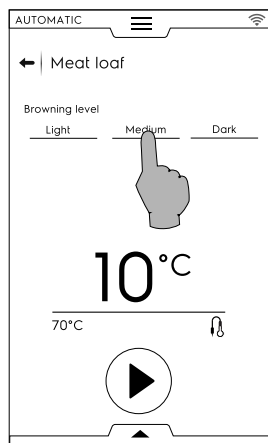 AUTOMATIC
Meat loaf
Browning level
Light Medium Dark
10°C
70°C